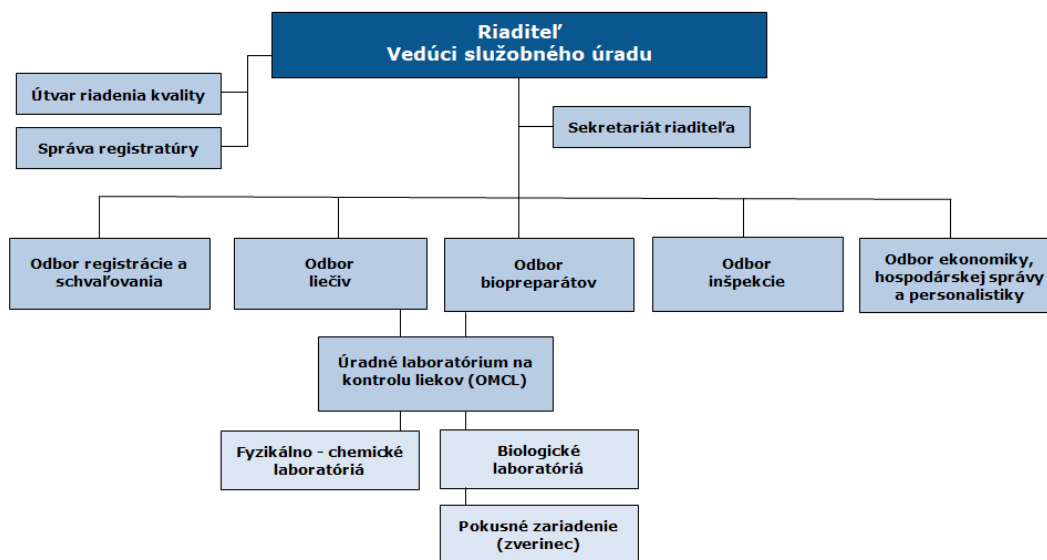 Riaditeľ
Vedúci služobného úradu
Útvar riadenia kvality
Správa registratúry
Sekretariát riaditeľa
Odbor registrácie a
schvaľovania
Odbor
liečiv
Odbor
biopreparátov
Odbor
inšpekcie
Odbor ekonomiky,
hospodárskej správy
a personalistiky
Úradné laboratórium na
kontrolu liekov (OMCL)
Fyzikálno - chemické
laboratóriá
Biologické
laboratóriá
Pokusné zariadenie
(zverinec)